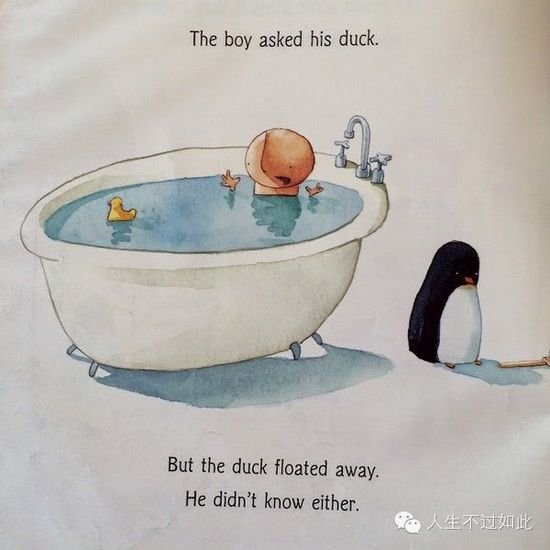 The boy asked his duck.
But the duck floated away.
He didn't know either.
人生不过如此